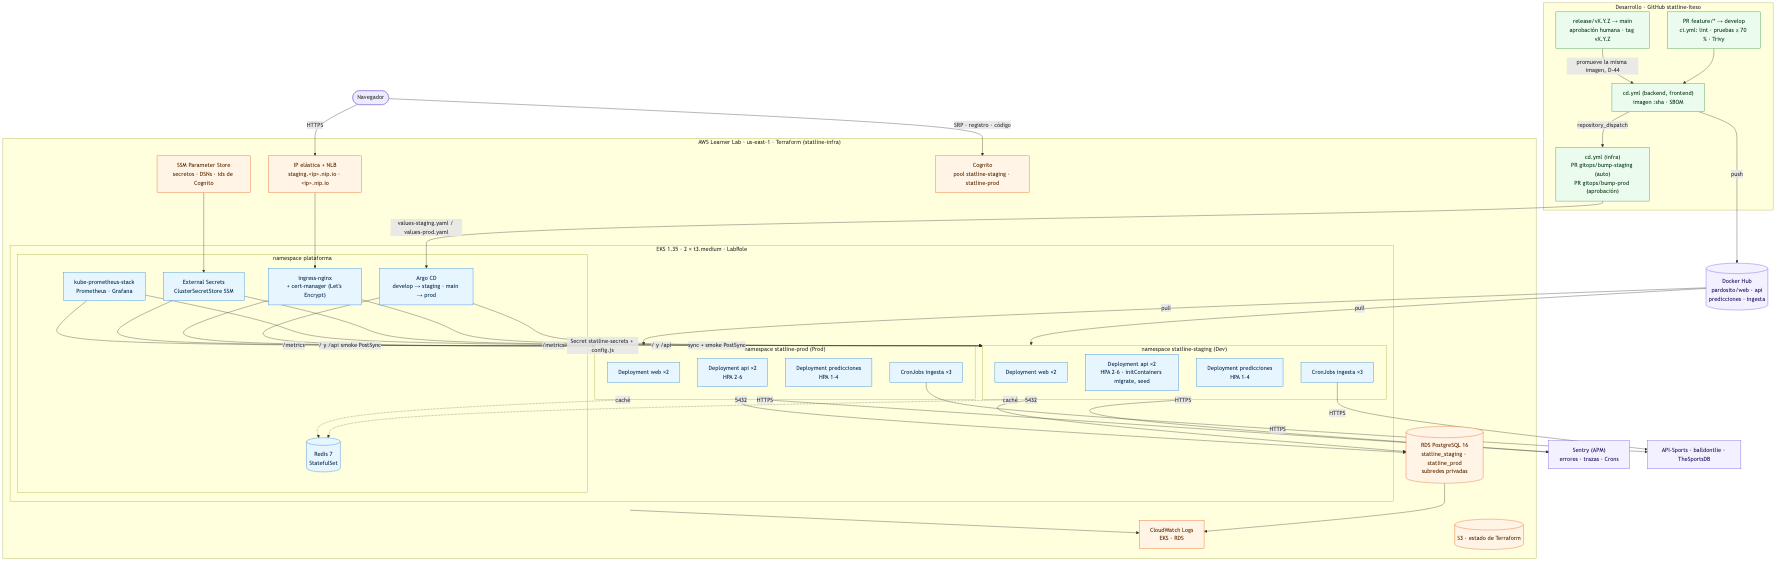 Desarrollo - GitHub statline-iteso
release/vX.Y.Z → main
aprobación humana · tag
vX.Y.Z
PR feature/* → develop
ci.yml: lint · pruebas ≥ 70
% · Trivy
promueve la misma
imagen, D-44
cd.yml (backend, frontend)
imagen :sha · SBOM
repository_dispatch
cd.yml (infra)
PR gitops/bump-staging
(auto)
PR gitops/bump-prod
(aprobación)
push
Navegador
HTTPS
SRP · registro · código
AWS Learner Lab · us-east-1 · Terraform (statline-infra)
SSM Parameter Store
secretos · DSNs · ids de
Cognito
IP elástica + NLB
staging.<ip>.nip.io ·
<ip>.nip.io
Cognito
pool statline-staging ·
statline-prod
values-staging.yaml /
values-prod.yaml
EKS 1.35 · 2 × t3.medium · LabRole
namespace plataforma
kube-prometheus-stack
Prometheus · Grafana
External Secrets
ClusterSecretStore SSM
ingress-nginx
+ cert-manager (Let's
Encrypt)
Argo CD
develop → staging · main
→ prod
Docker Hub
pardosito/web · api
predicciones · ingesta
pull
pull
/metrics
/ y /api
smoke PostSync
/metrics
Secret statline-secrets +
config.js
/ y /api
sync + smoke PostSync
namespace statline-prod (Prod)
Deployment web ×2
Deployment api ×2
HPA 2-6
Deployment predicciones
HPA 1-4
CronJobs ingesta ×3
namespace statline-staging (Dev)
Deployment web ×2
Deployment api ×2
HPA 2-6 · initContainers
migrate, seed
Deployment predicciones
HPA 1-4
CronJobs ingesta ×3
caché
5432
HTTPS
caché
5432
HTTPS
HTTPS
HTTPS
Redis 7
StatefulSet
RDS PostgreSQL 16
statline_staging ·
statline_prod
subredes privadas
Sentry (APM)
errores · trazas · Crons
API-Sports · balldontlie ·
TheSportsDB
CloudWatch Logs
EKS · RDS
S3 · estado de Terraform